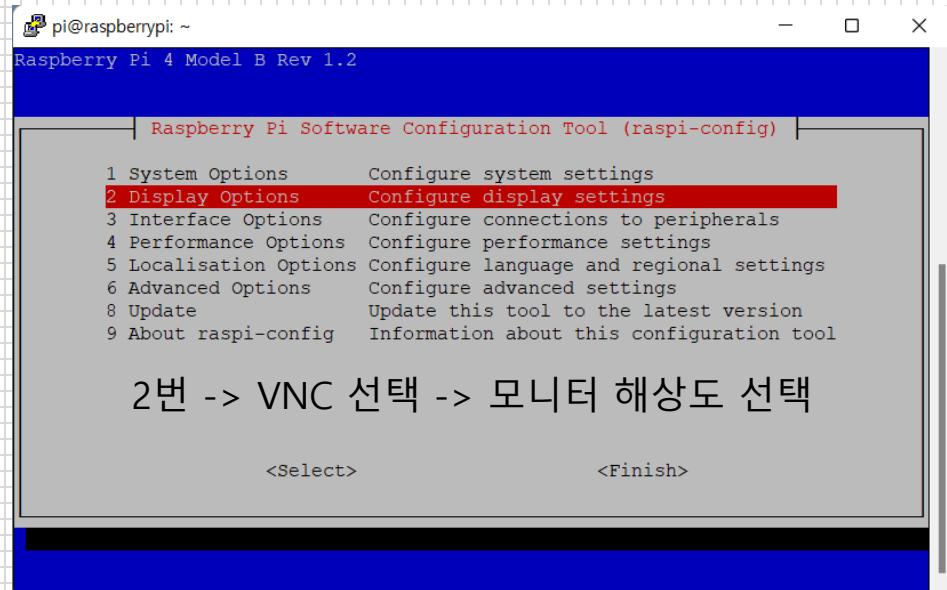 pi@raspberrypi: ~
Raspberry Pi 4 Model B Rev 1.2
Raspberry Pi Software Configuration Tool (raspi-config)
1 System Options Configure system settings
2 Display Options Configure display settings
3 Interface Options Configure connections to peripherals
4 Performance Options Configure performance settings
5 Localisation Options Configure language and regional settings
6 Advanced Options Configure advanced settings
8 Update Update this tool to the latest version
9 About raspi-config Information about this configuration tool
2번 -> VNC 선택 -> 모니터 해상도 선택
<Select> <Finish>